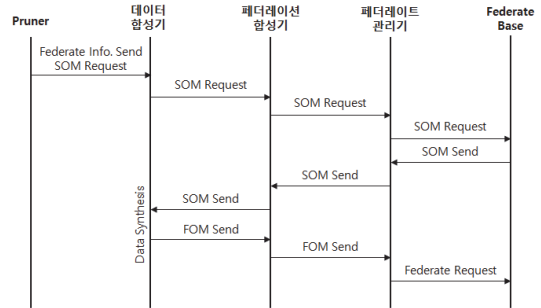 Pruner
데이터
합성기
페더레이션
합성기
페더레이트
관리기
Federate
Base
Federate Info. Send
SOM Request
SOM Request
SOM Request
SOM Request
SOM Send
SOM Send
SOM Send
Data Synthesis
FOM Send
FOM Send
Federate Request